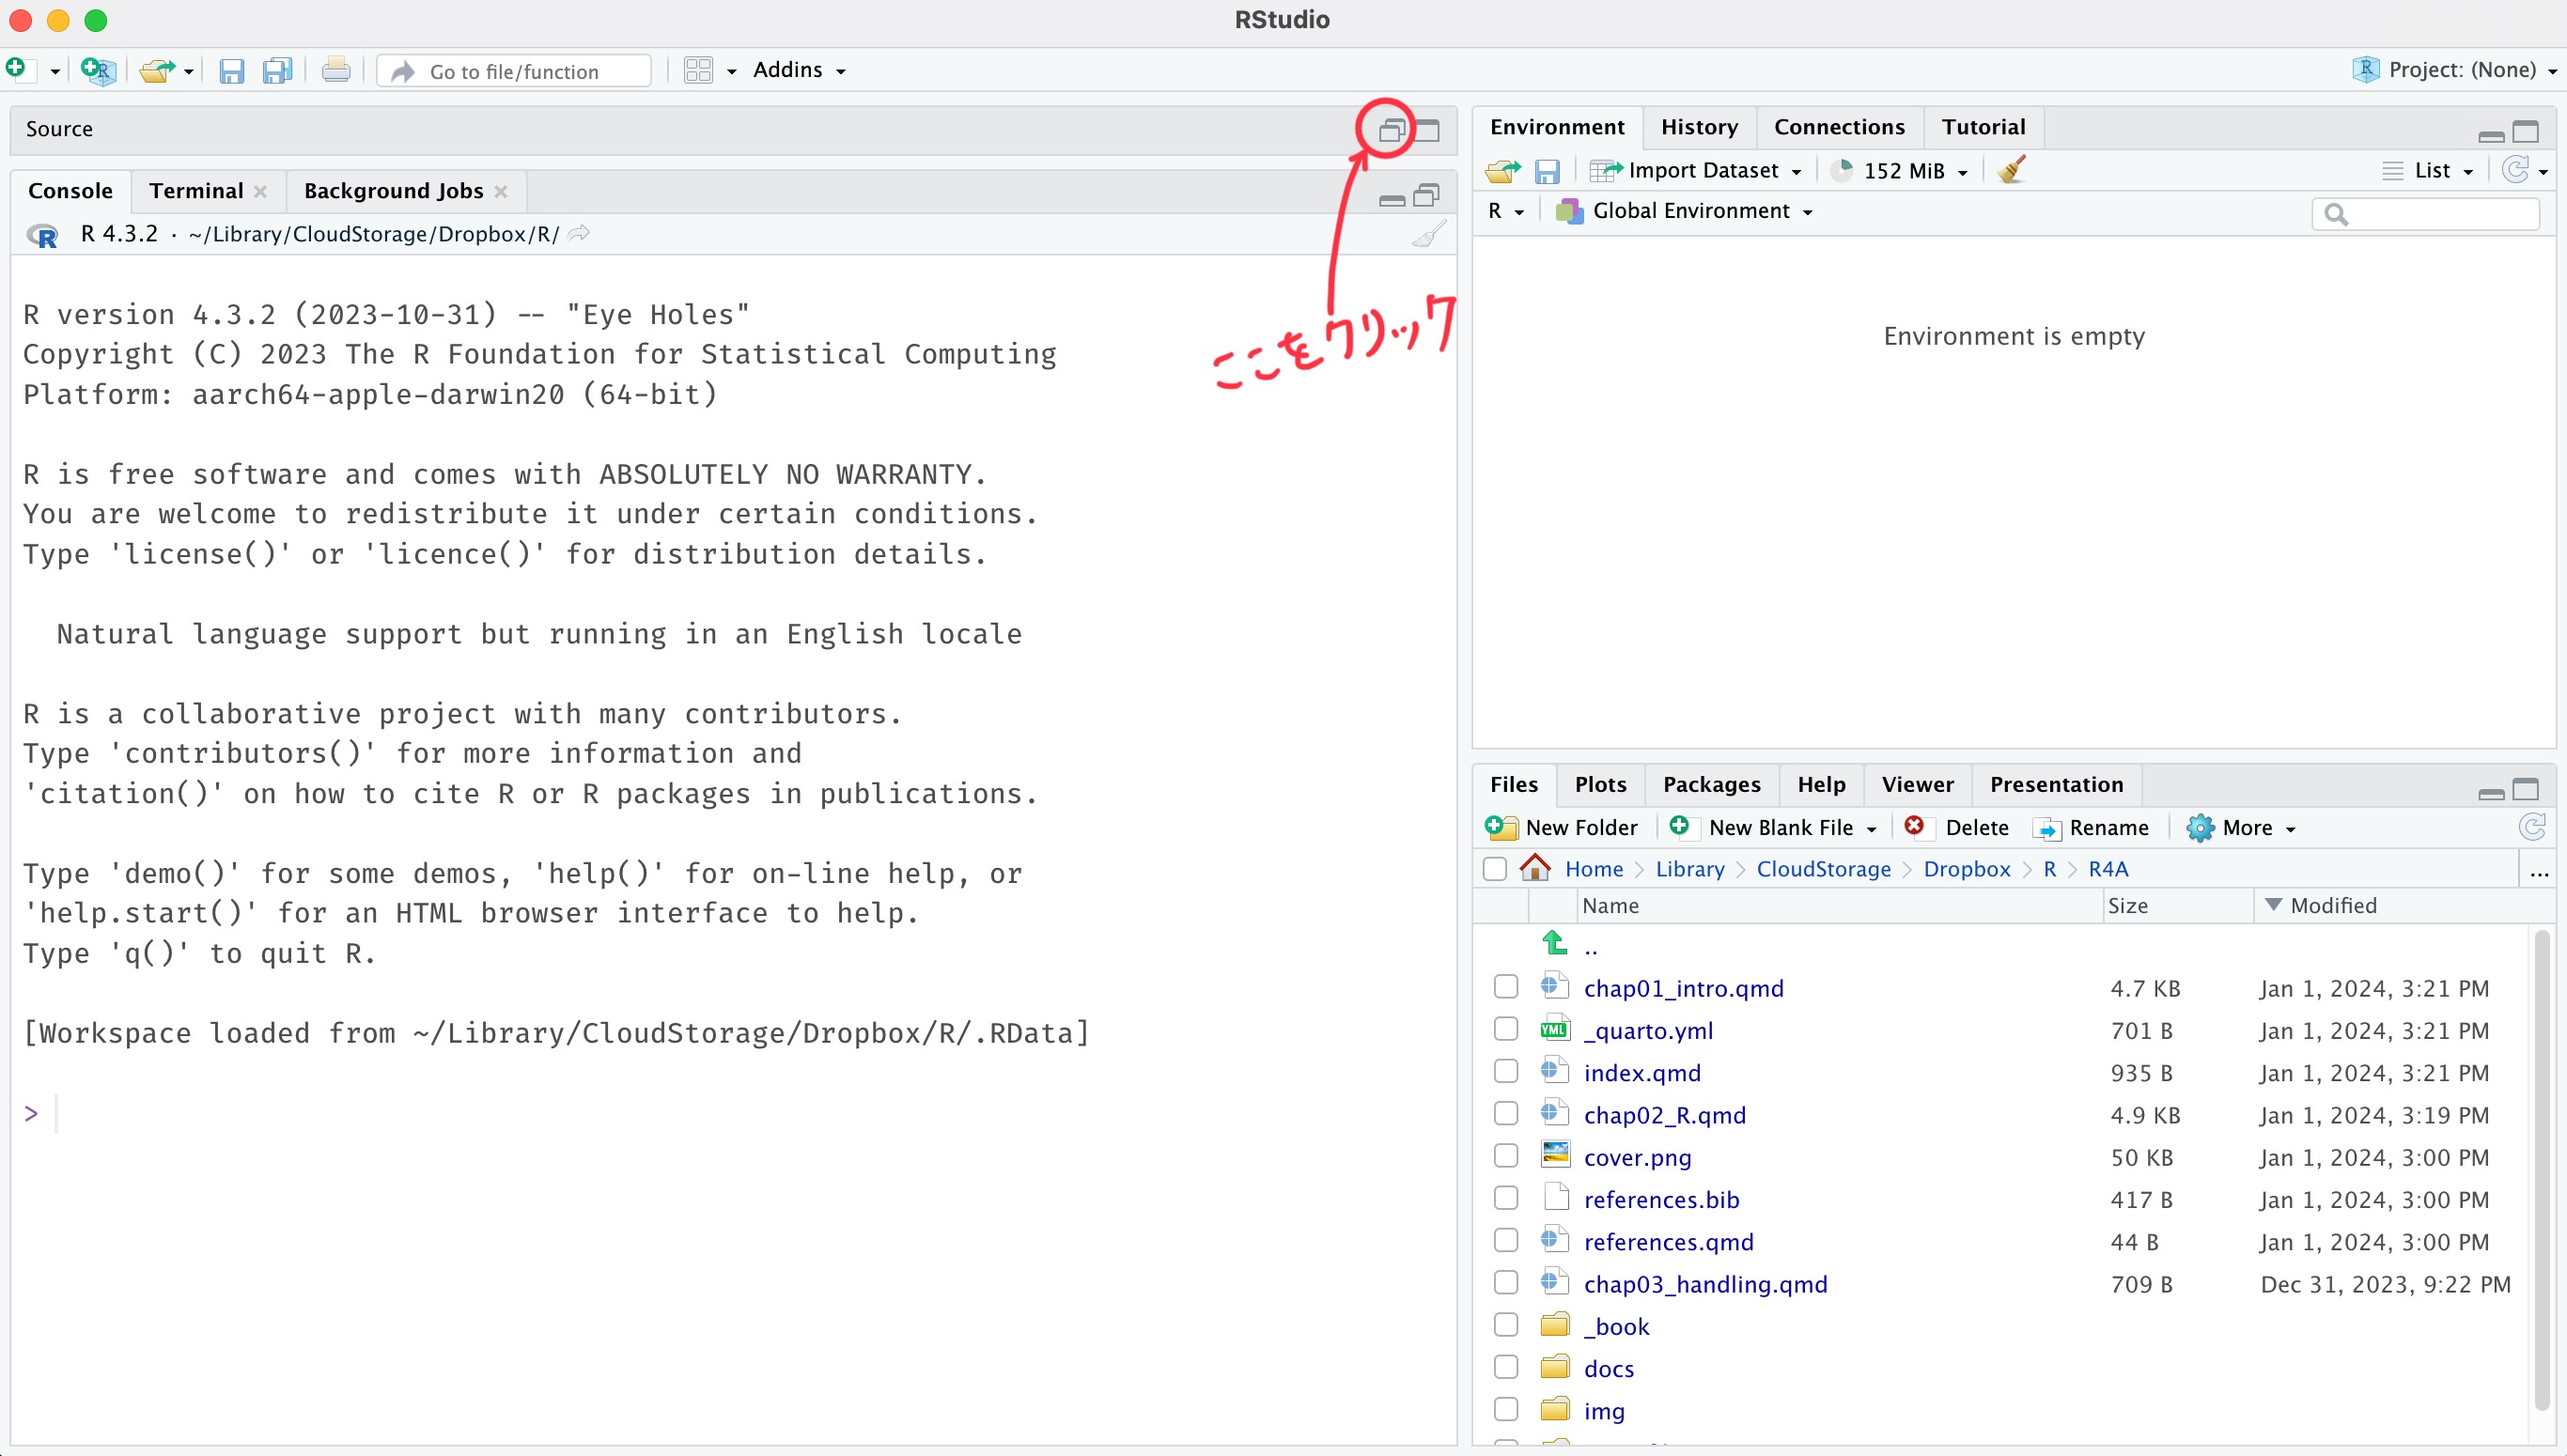 RStudio
Go to file/function
Addins
Project: (None)
Source
Console Terminal Background Jobs
R 4.3.2 · ~/Library/CloudStorage/Dropbox/R/
R version 4.3.2 (2023-10-31) -- "Eye Holes"
Copyright (C) 2023 The R Foundation for Statistical Computing
Platform: aarch64-apple-darwin20 (64-bit)
R is free software and comes with ABSOLUTELY NO WARRANTY.
You are welcome to redistribute it under certain conditions.
Type 'license()' or 'licence()' for distribution details.
Natural language support but running in an English locale
R is a collaborative project with many contributors.
Type 'contributors()' for more information and
'citation()' on how to cite R or R packages in publications.
Type 'demo()' for some demos, 'help()' for on-line help, or
'help.start()' for an HTML browser interface to help.
Type 'q()' to quit R.
[Workspace loaded from ~/Library/CloudStorage/Dropbox/R/.RData]
>
ここをクリック
Environment History Connections Tutorial
Import Dataset 152 MiB List
R Global Environment
Environment is empty
Files Plots Packages Help Viewer Presentation
New Folder New Blank File Delete Rename More
Home Library CloudStorage Dropbox R R4A ...
Name Size Modified
..
chap01_intro.qmd 4.7 KB Jan 1, 2024, 3:21 PM
_quarto.yml 701 B Jan 1, 2024, 3:21 PM
index.qmd 935 B Jan 1, 2024, 3:21 PM
chap02_R.qmd 4.9 KB Jan 1, 2024, 3:19 PM
cover.png 50 KB Jan 1, 2024, 3:00 PM
references.bib 417 B Jan 1, 2024, 3:00 PM
references.qmd 44 B Jan 1, 2024, 3:00 PM
chap03_handling.qmd 709 B Dec 31, 2023, 9:22 PM
_book
docs
img